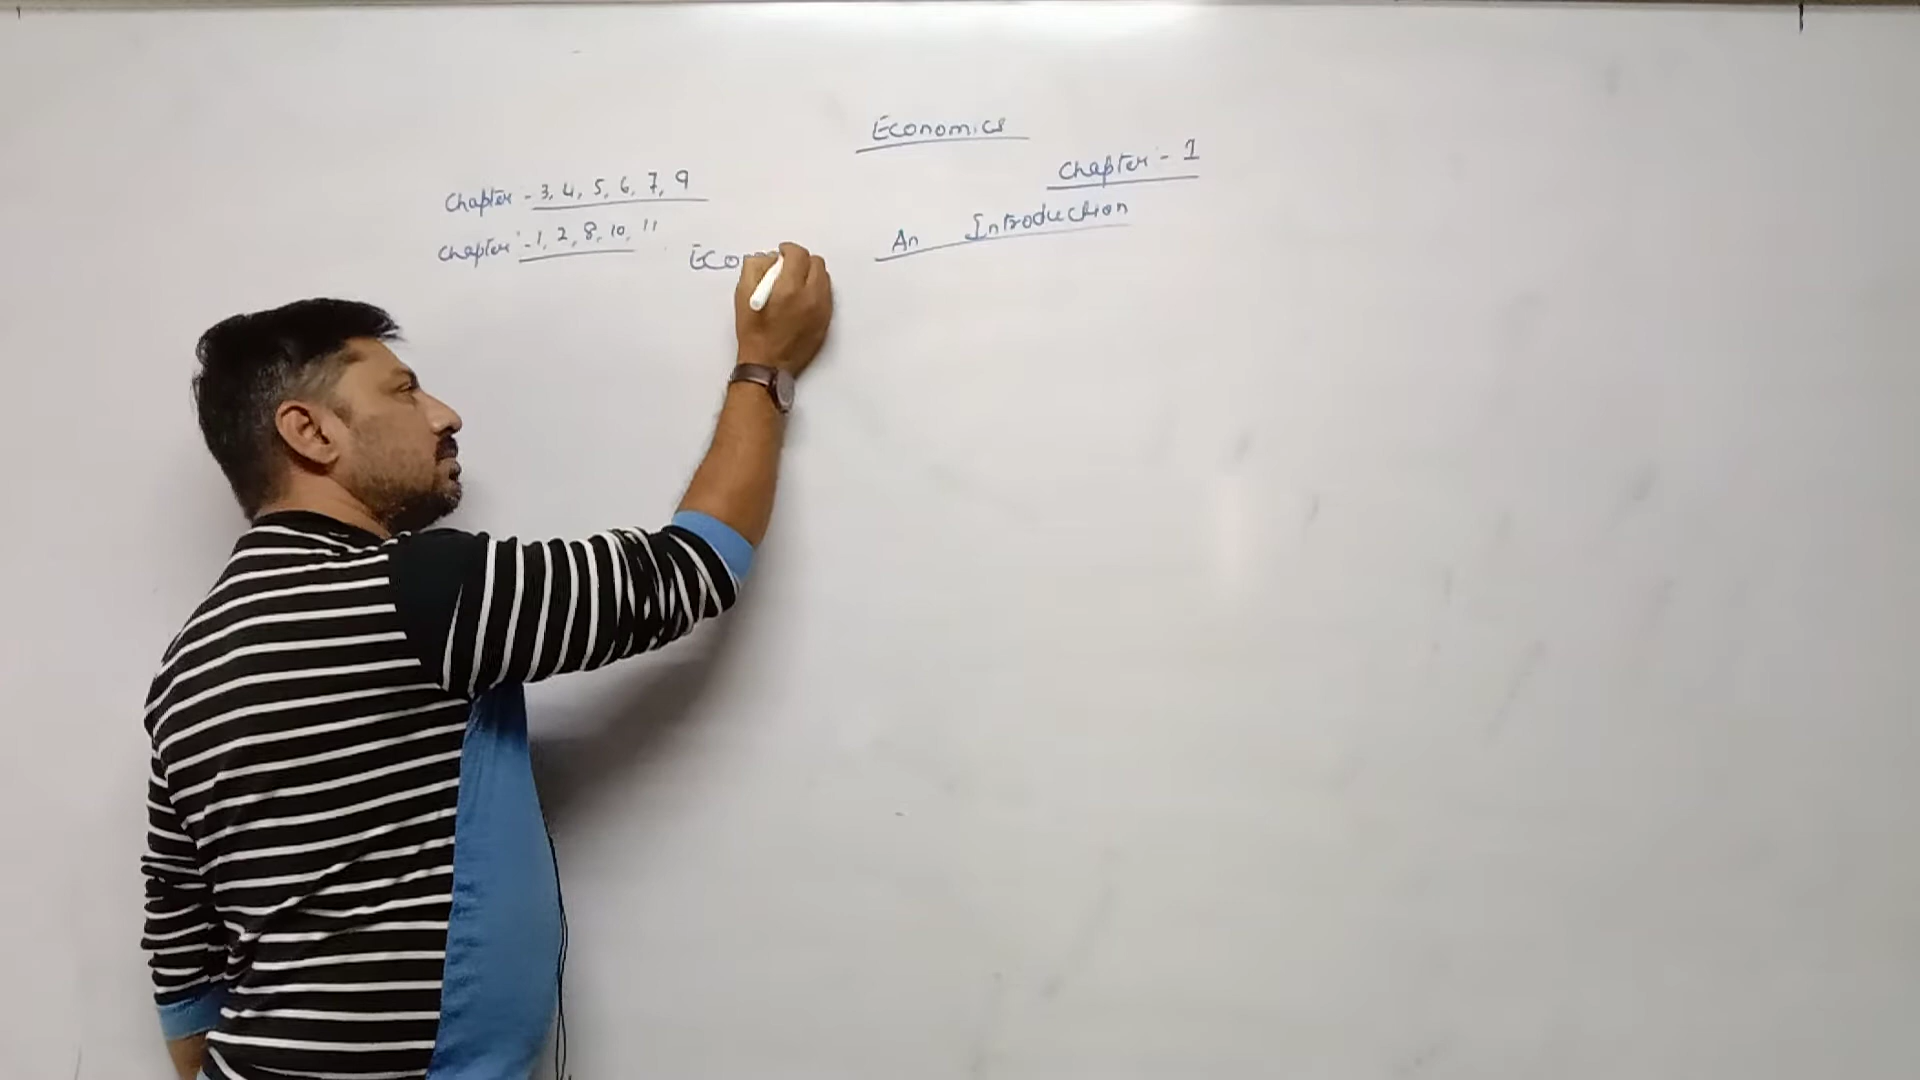 Economics
Chapter - 1
An Introduction
Chapter - 3, 4, 5, 6, 7, 9
Chapter - 1, 2, 8, 10, 11